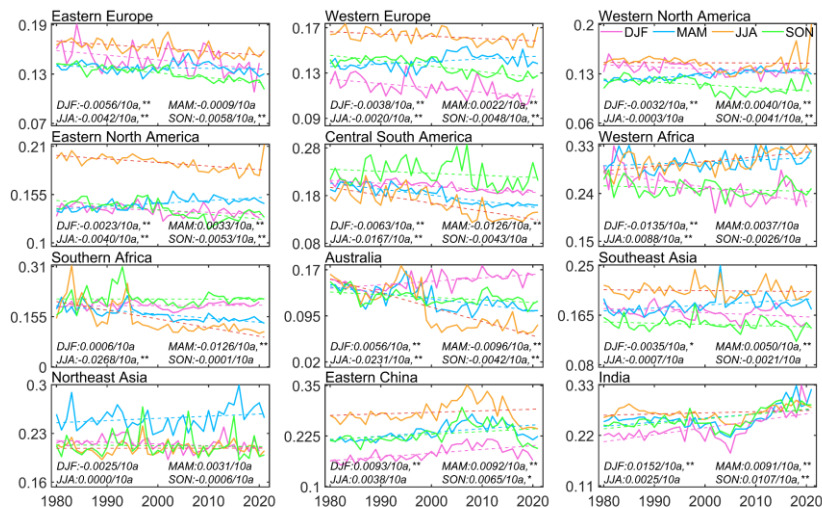 Eastern Europe
Western Europe
Western North America
0.19
0.13
0.07
DJF:-0.0056/10a,** MAM:-0.0009/10a
JJA:-0.0042/10a,** SON:-0.0058/10a,**
0.17
0.13
0.09
DJF:-0.0038/10a,** MAM:0.0022/10a,**
JJA:-0.0020/10a,** SON:-0.0048/10a,**
0.2
0.13
0.06
DJF MAM JJA SON
DJF:-0.0032/10a,** MAM:0.0040/10a,**
JJA:-0.0003/10a SON:-0.0041/10a,**
Eastern North America
Central South America
Western Africa
0.21
0.155
0.1
DJF:-0.0023/10a,** MAM:0.0033/10a,**
JJA:-0.0040/10a,** SON:-0.0053/10a,**
0.28
0.18
0.08
DJF:-0.0063/10a,** MAM:-0.0126/10a,**
JJA:-0.0167/10a,** SON:-0.0043/10a
0.33
0.24
0.15
DJF:-0.0135/10a,** MAM:0.0037/10a
JJA:0.0088/10a,** SON:-0.0026/10a
Southern Africa
Australia
Southeast Asia
0.31
0.155
0
DJF:0.0006/10a MAM:-0.0126/10a,**
JJA:-0.0268/10a,** SON:-0.0001/10a
0.17
0.095
0.02
DJF:0.0056/10a,** MAM:-0.0096/10a,**
JJA:-0.0231/10a,** SON:-0.0042/10a,**
0.25
0.165
0.08
DJF:-0.0035/10a,* MAM:0.0050/10a,**
JJA:-0.0007/10a SON:-0.0021/10a
Northeast Asia
Eastern China
India
0.3
0.23
0.16
DJF:-0.0025/10a MAM:0.0031/10a
JJA:0.0000/10a SON:-0.0006/10a
0.35
0.225
0.1
DJF:0.0093/10a,** MAM:0.0092/10a,**
JJA:0.0038/10a SON:0.0065/10a,*
0.33
0.22
0.11
DJF:0.0152/10a,** MAM:0.0091/10a,**
JJA:0.0025/10a SON:0.0107/10a,**
1980 1990 2000 2010 2020
1980 1990 2000 2010 2020
1980 1990 2000 2010 2020